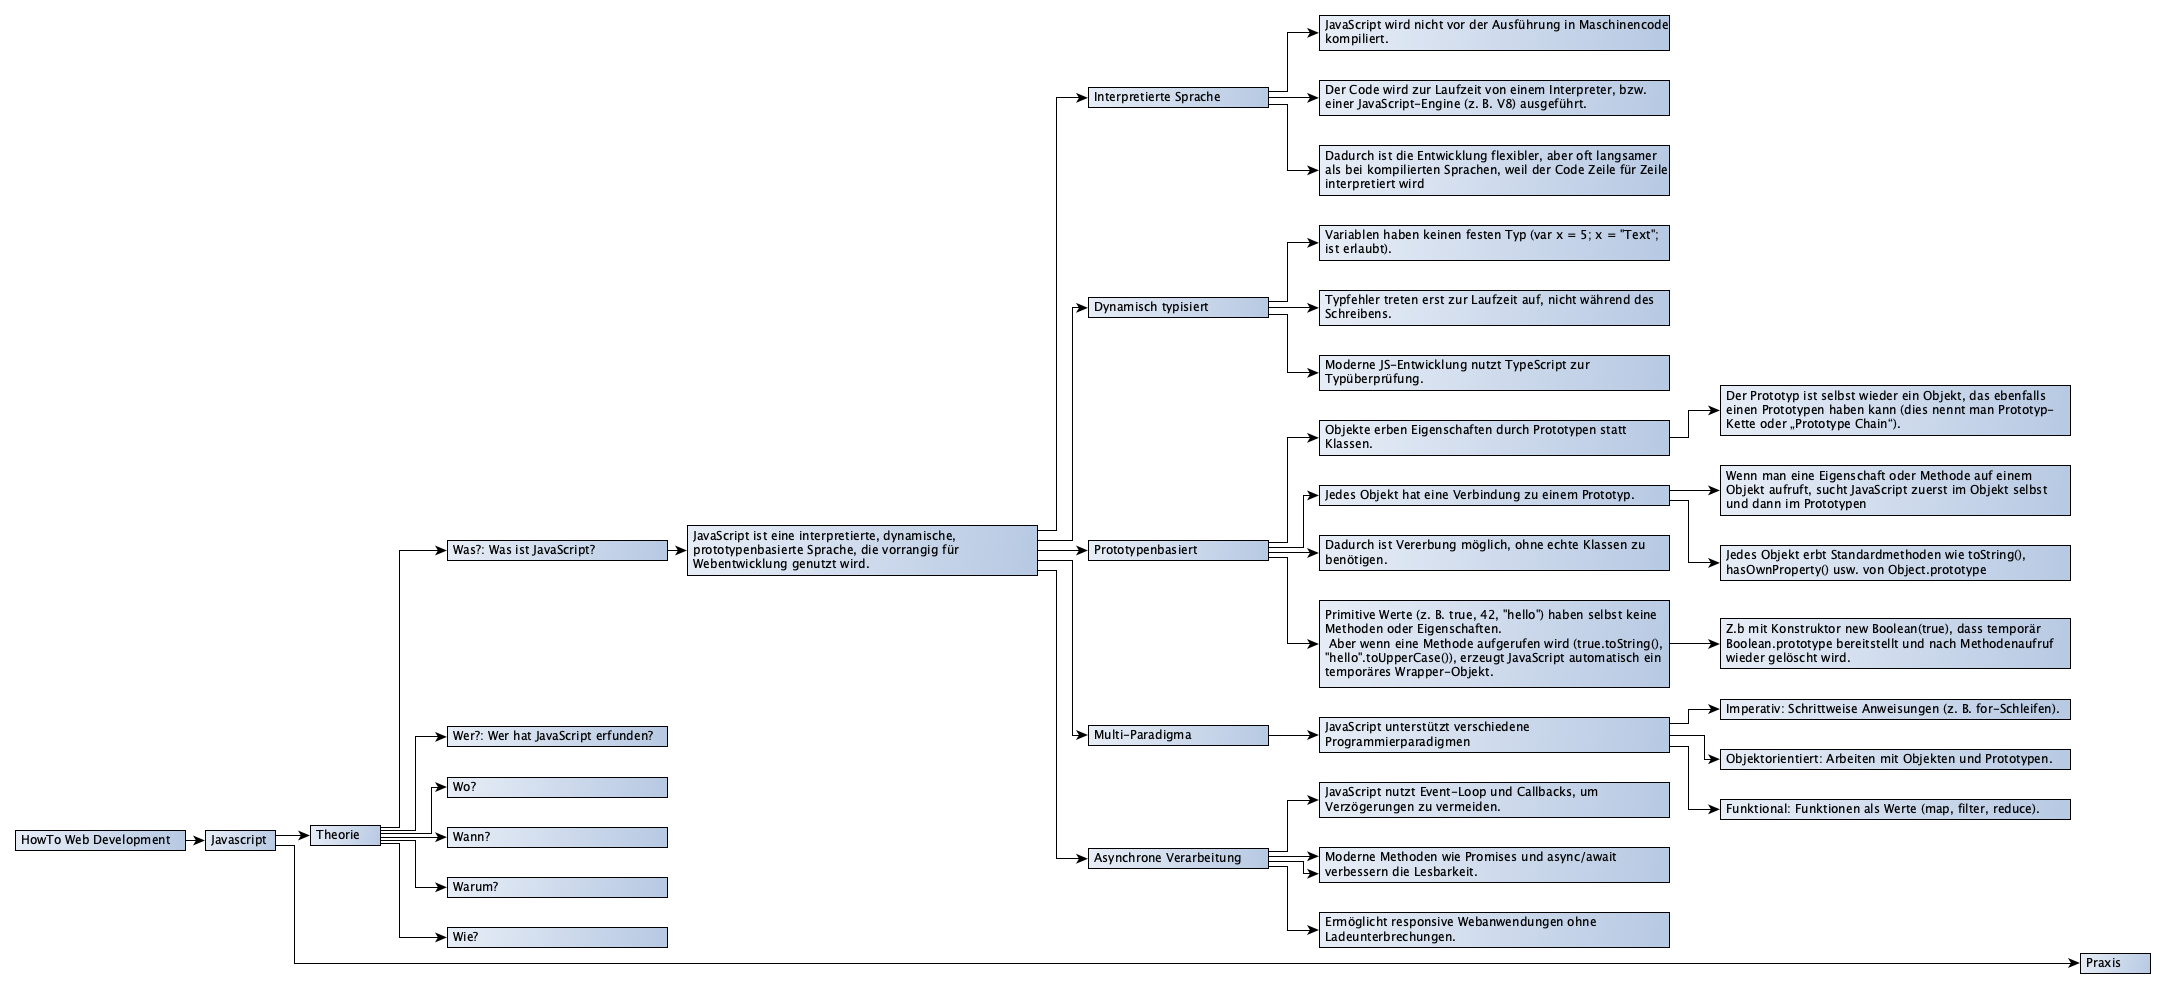 HowTo Web Development
Javascript
Theorie
Was?: Was ist JavaScript?
JavaScript ist eine interpretierte, dynamische,
prototypenbasierte Sprache, die vorrangig für
Webentwicklung genutzt wird.
Interpretierte Sprache
JavaScript wird nicht vor der Ausführung in Maschinencode
kompiliert.
Der Code wird zur Laufzeit von einem Interpreter, bzw.
einer JavaScript-Engine (z. B. V8) ausgeführt.
Dadurch ist die Entwicklung flexibler, aber oft langsamer
als bei kompilierten Sprachen, weil der Code Zeile für Zeile
interpretiert wird
Dynamisch typisiert
Variablen haben keinen festen Typ (var x = 5; x = "Text";
ist erlaubt).
Typfehler treten erst zur Laufzeit auf, nicht während des
Schreibens.
Moderne JS-Entwicklung nutzt TypeScript zur
Typüberprüfung.
Prototypenbasiert
Objekte erben Eigenschaften durch Prototypen statt
Klassen.
Der Prototyp ist selbst wieder ein Objekt, das ebenfalls
einen Prototypen haben kann (dies nennt man Prototyp-
Kette oder „Prototype Chain“).
Jedes Objekt hat eine Verbindung zu einem Prototyp.
Wenn man eine Eigenschaft oder Methode auf einem
Objekt aufruft, sucht JavaScript zuerst im Objekt selbst
und dann im Prototypen
Jedes Objekt erbt Standardmethoden wie toString(),
hasOwnProperty() usw. von Object.prototype
Dadurch ist Vererbung möglich, ohne echte Klassen zu
benötigen.
Primitive Werte (z. B. true, 42, "hello") haben selbst keine
Methoden oder Eigenschaften.
Aber wenn eine Methode aufgerufen wird (true.toString(),
"hello".toUpperCase()), erzeugt JavaScript automatisch ein
temporäres Wrapper-Objekt.
Z.b mit Konstruktor new Boolean(true), dass temporär
Boolean.prototype bereitstellt und nach Methodenaufruf
wieder gelöscht wird.
Multi-Paradigma
JavaScript unterstützt verschiedene
Programmierparadigmen
Imperativ: Schrittweise Anweisungen (z. B. for-Schleifen).
Objektorientiert: Arbeiten mit Objekten und Prototypen.
Funktional: Funktionen als Werte (map, filter, reduce).
Asynchrone Verarbeitung
JavaScript nutzt Event-Loop und Callbacks, um
Verzögerungen zu vermeiden.
Moderne Methoden wie Promises und async/await
verbessern die Lesbarkeit.
Ermöglicht responsive Webanwendungen ohne
Ladeunterbrechungen.
Wer?: Wer hat JavaScript erfunden?
Wo?
Wann?
Warum?
Wie?
Praxis